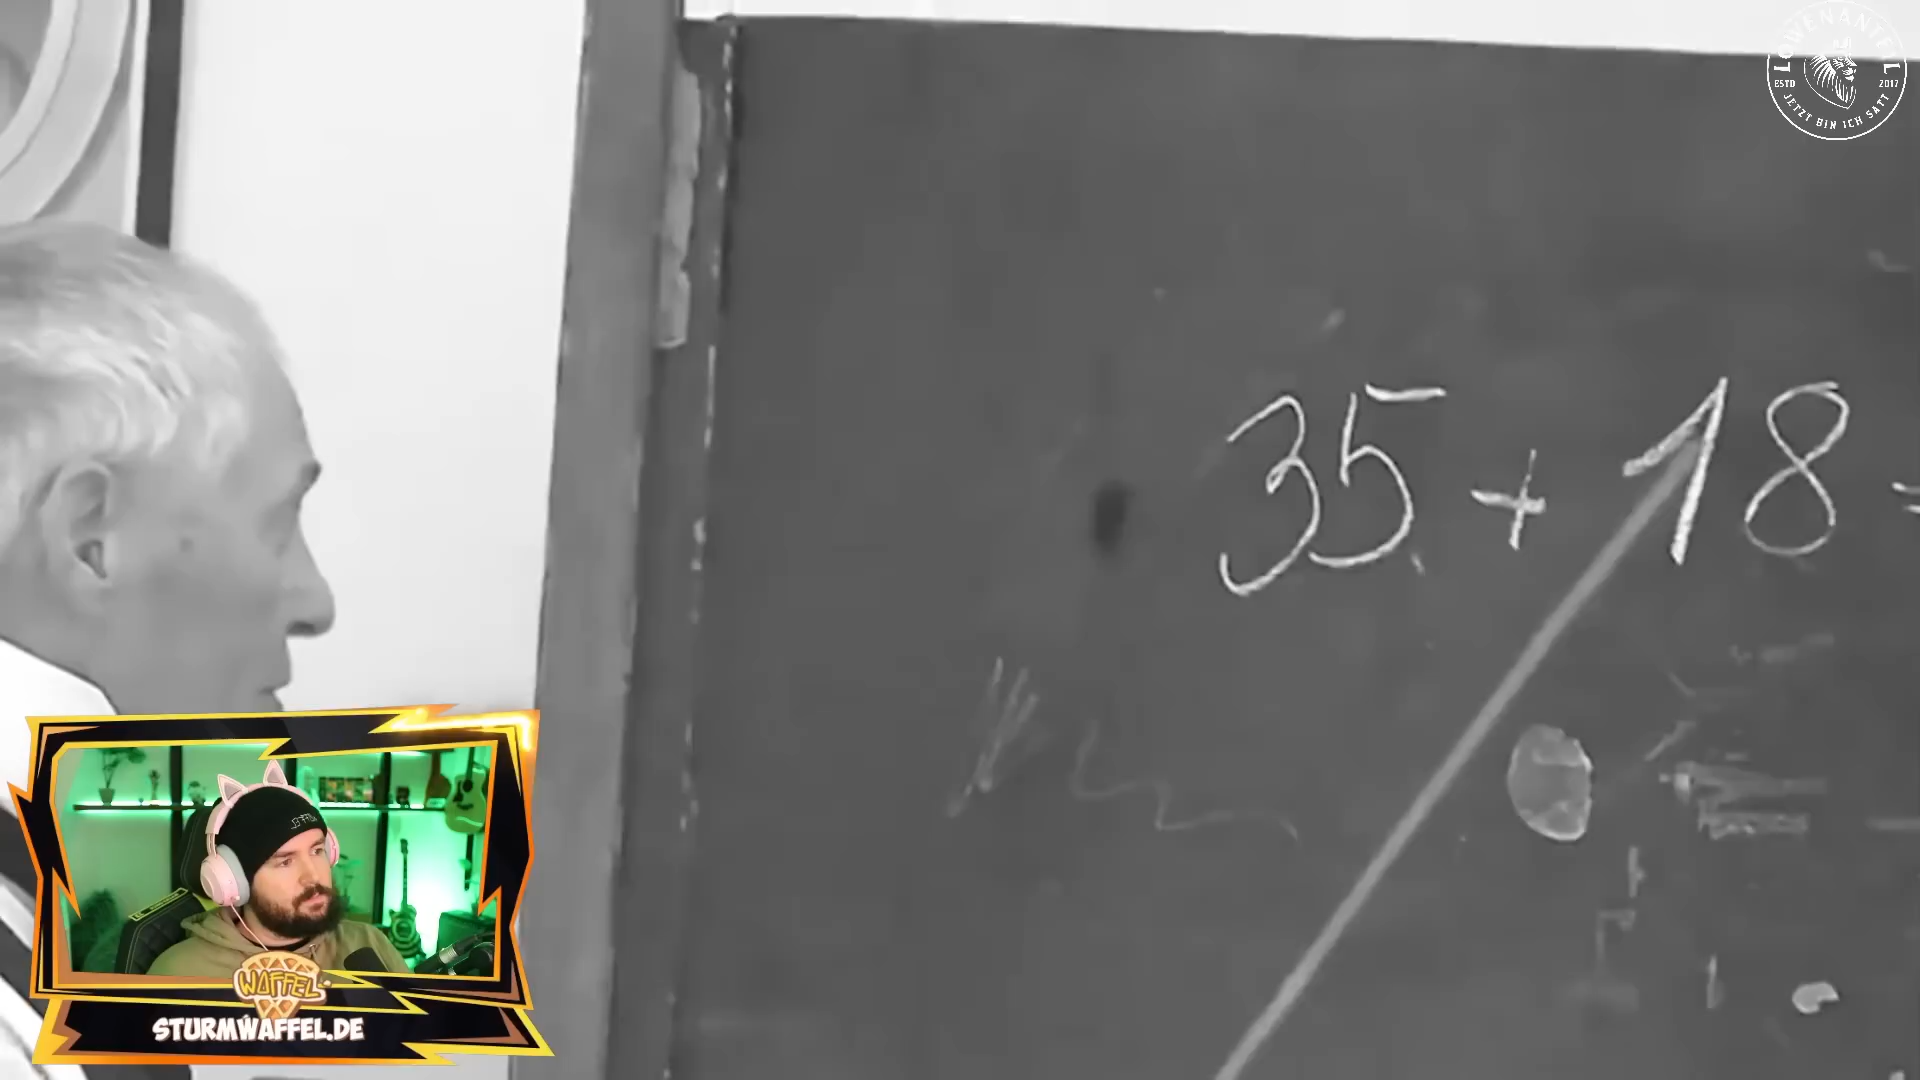 LÖWENANTEIL
ESTD 2017
JETZT BIN ICH SATT
35 + 18 =
WAFFEL
STURMWAFFEL.DE